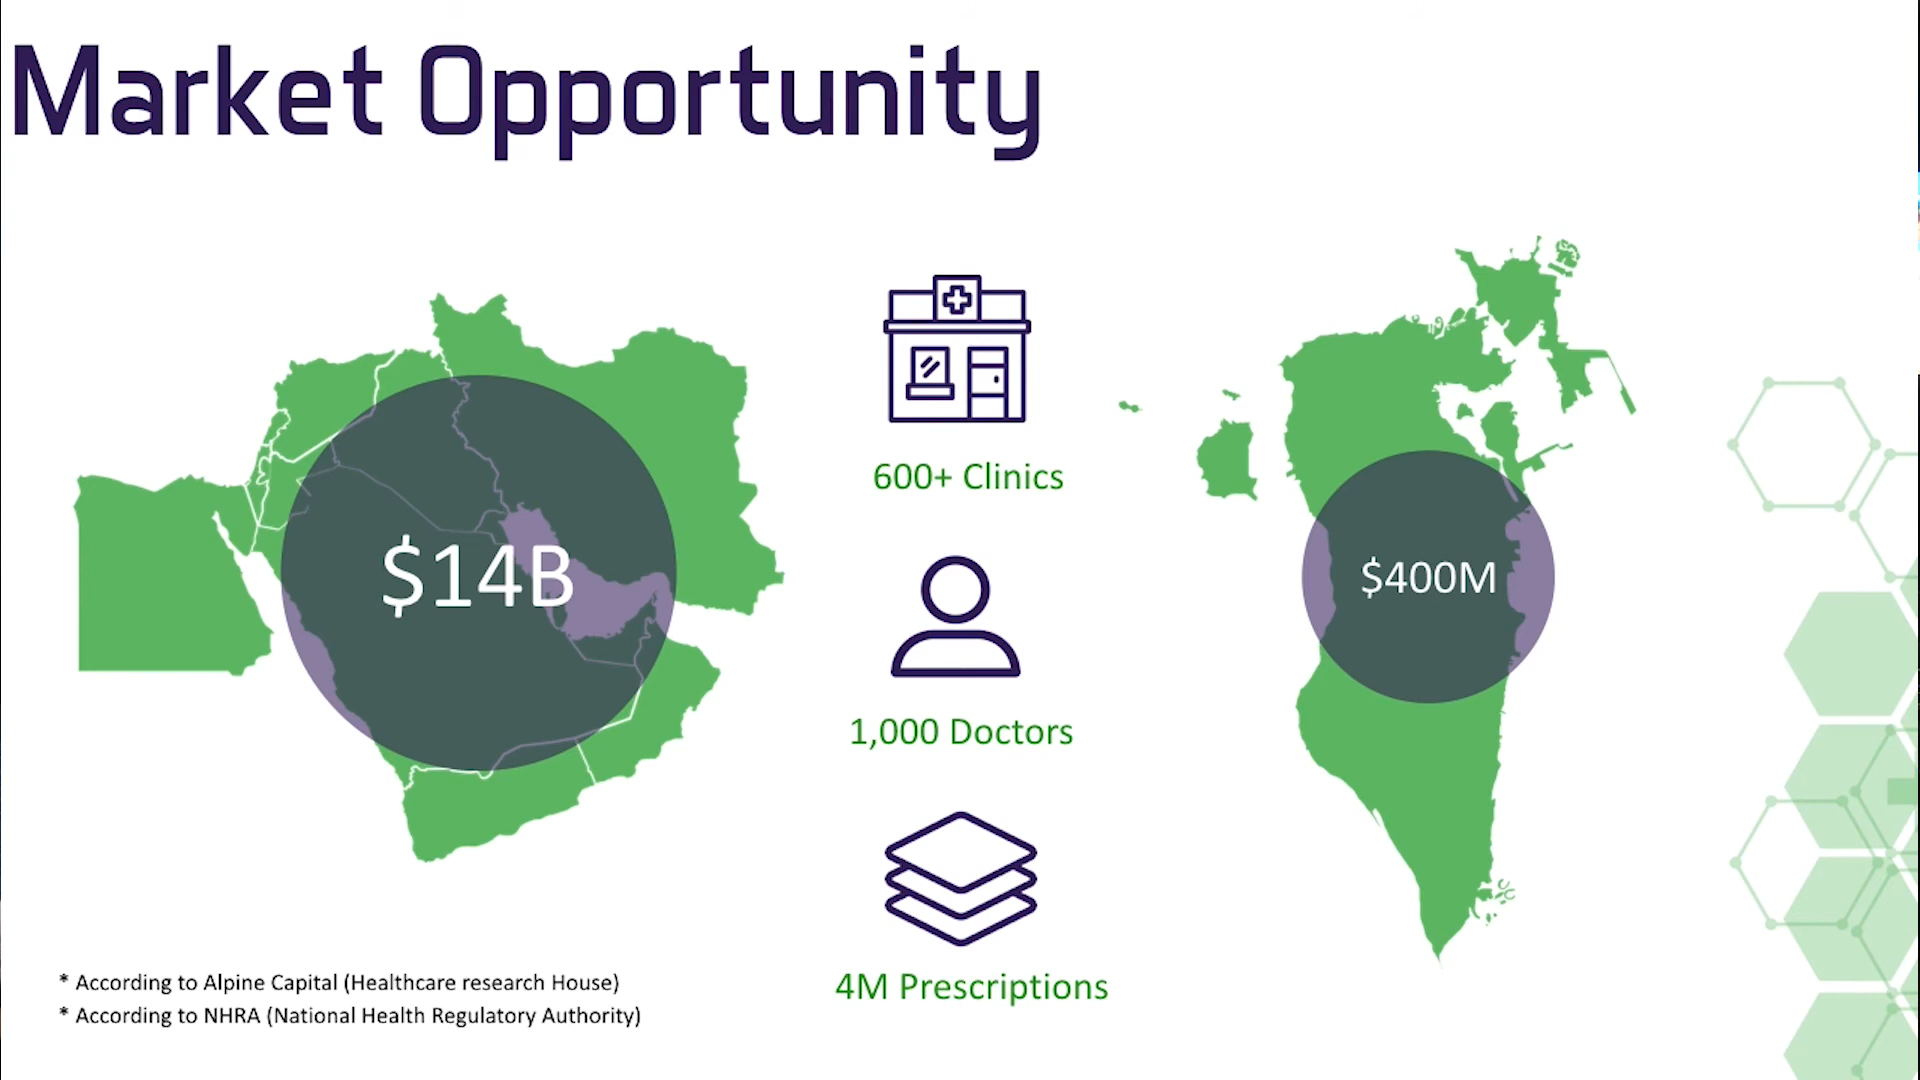 Market Opportunity
$14B
600+ Clinics
1,000 Doctors
4M Prescriptions
$400M
* According to Alpine Capital (Healthcare research House)
* According to NHRA (National Health Regulatory Authority)